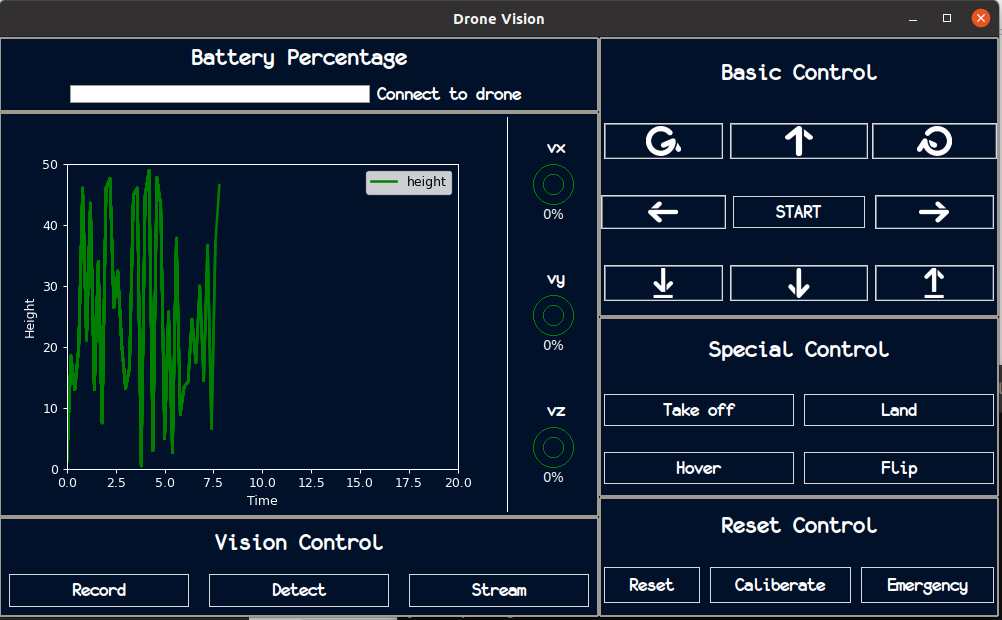 Drone Vision
Battery Percentage
Connect to drone
50
40
30
20
10
0
Height
height
0.0 2.5 5.0 7.5 10.0 12.5 15.0 17.5 20.0
Time
vx
0%
vy
0%
vz
0%
Vision Control
Record Detect Stream
Basic Control
START
Special Control
Take off Land
Hover Flip
Reset Control
Reset Caliberate Emergency